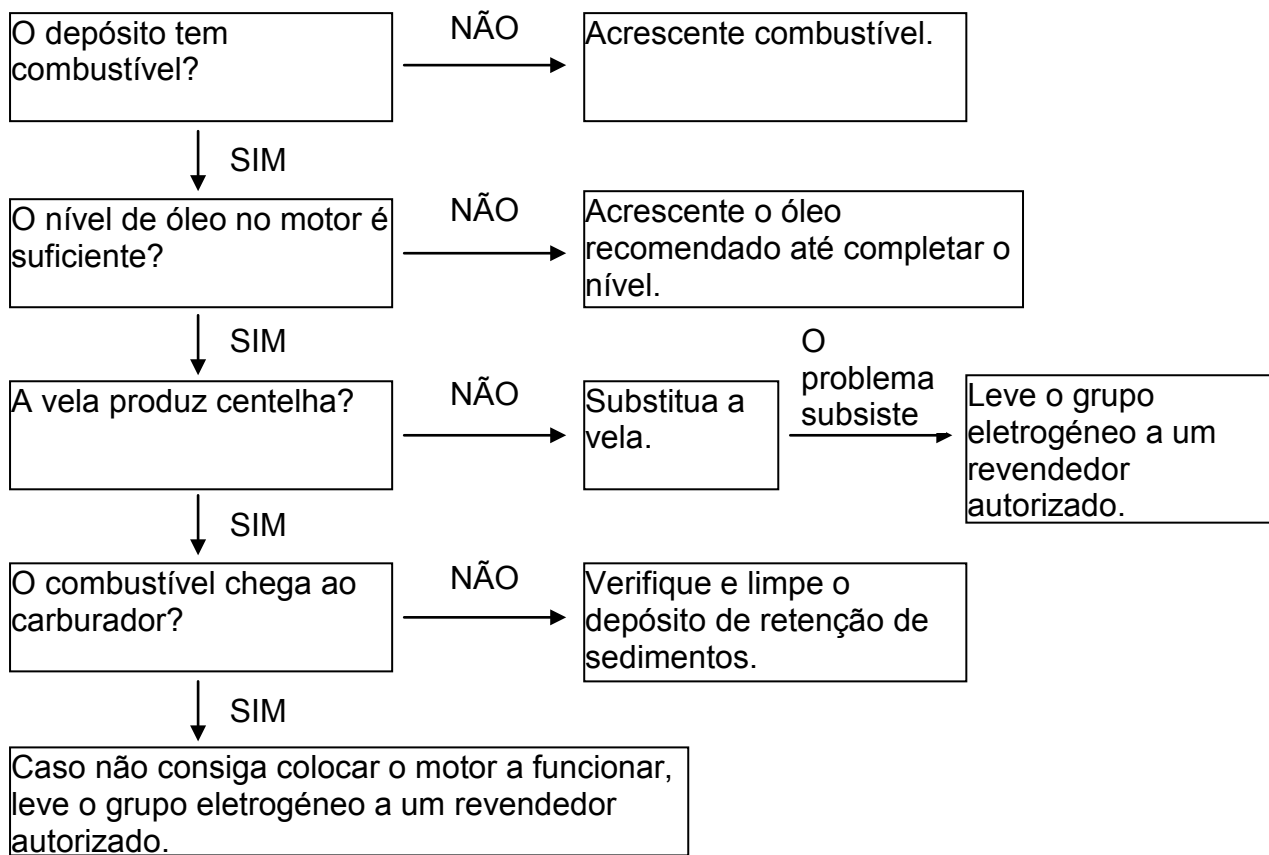 O depósito tem
combustível?
NÃO
Acrescente combustível.
SIM
O nível de óleo no motor é
suficiente?
NÃO
Acrescente o óleo
recomendado até completar o
nível.
SIM
A vela produz centelha?
NÃO
Substitua a
vela.
O
problema
subsiste
Leve o grupo
eletrogéneo a um
revendedor
autorizado.
SIM
O combustível chega ao
carburador?
NÃO
Verifique e limpe o
depósito de retenção de
sedimentos.
SIM
Caso não consiga colocar o motor a funcionar,
leve o grupo eletrogéneo a um revendedor
autorizado.